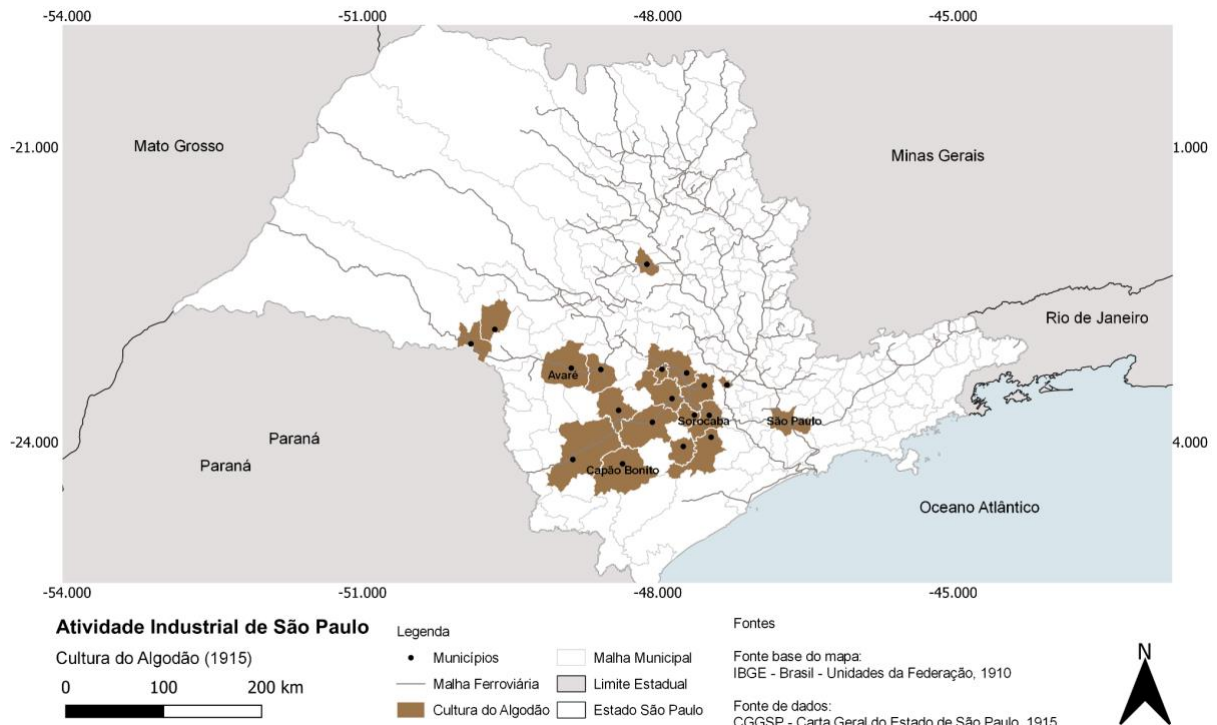 -54.000 -51.000 -48.000 -45.000
Mato Grosso
Minas Gerais
-21.000 1.000
Rio de Janeiro
Avaré
Sorocaba
São Paulo
Paraná
-24.000 4.000
Paraná
Capão Bonito
Oceano Atlântico
-54.000 -51.000 -48.000 -45.000
Atividade Industrial de São Paulo
Cultura do Algodão (1915)
0 100 200 km
Legenda
Municípios
Malha Ferroviária
Cultura do Algodão
Malha Municipal
Limite Estadual
Estado São Paulo
Fontes
Fonte base do mapa:
IBGE - Brasil - Unidades da Federação, 1910
Fonte de dados:
CGGSP - Carta Geral do Estado de São Paulo, 1915
N